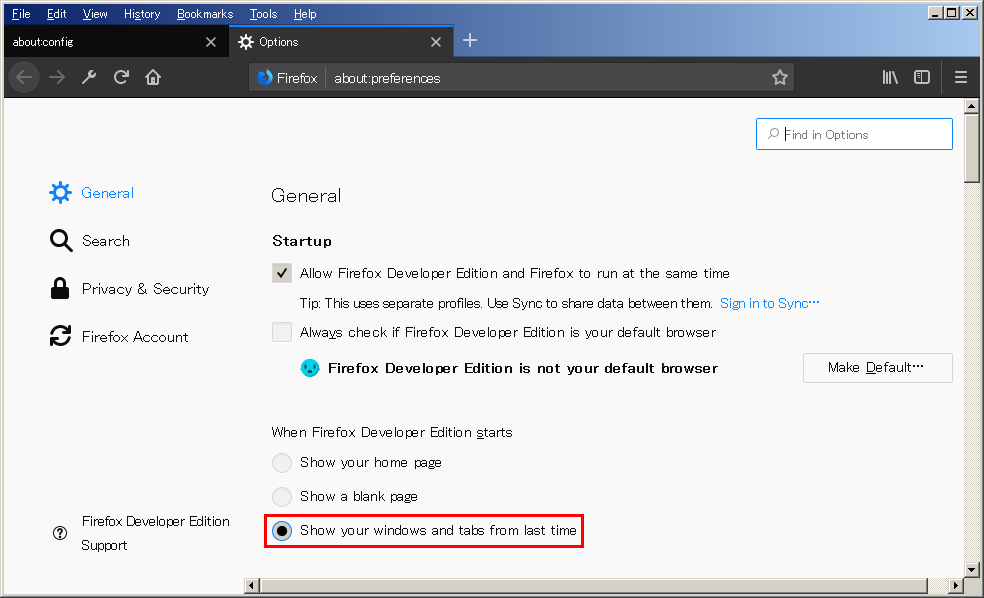 File Edit View History Bookmarks Tools Help
about:config Options
Firefox about:preferences
Find in Options
General
Search
Privacy & Security
Firefox Account
Firefox Developer Edition
Support
General
Startup
Allow Firefox Developer Edition and Firefox to run at the same time
Tip: This uses separate profiles. Use Sync to share data between them. Sign in to Sync…
Always check if Firefox Developer Edition is your default browser
Firefox Developer Edition is not your default browser Make Default…
When Firefox Developer Edition starts
Show your home page
Show a blank page
Show your windows and tabs from last time